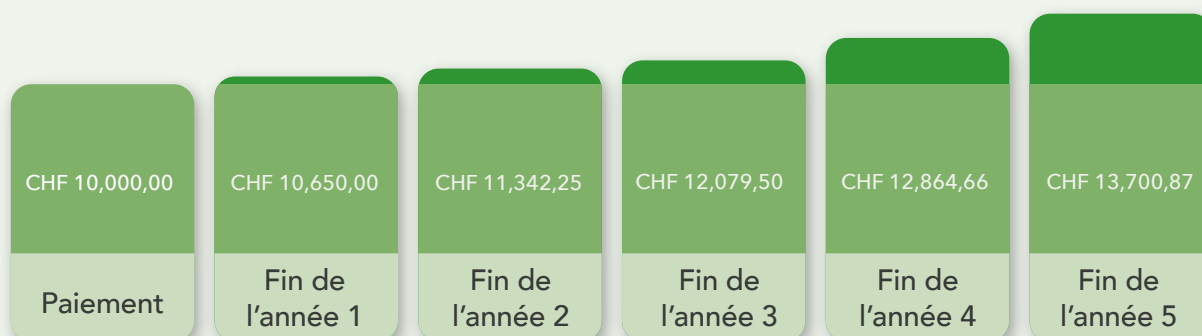 CHF 10,000,00
CHF 10,650,00
CHF 11,342,25
CHF 12,079,50
CHF 12,864,66
CHF 13,700,87
Paiement
Fin de
l’année 1
Fin de
l’année 2
Fin de
l’année 3
Fin de
l’année 4
Fin de
l’année 5